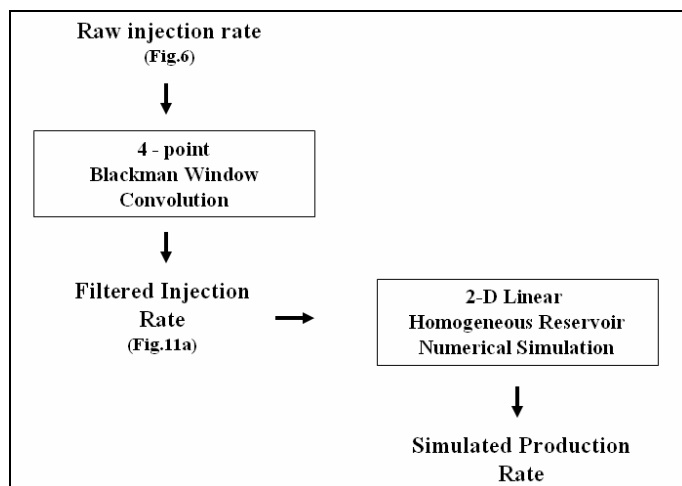 Raw injection rate
(Fig.6)
4 - point
Blackman Window
Convolution
Filtered Injection
Rate
(Fig.11a)
2-D Linear
Homogeneous Reservoir
Numerical Simulation
Simulated Production
Rate